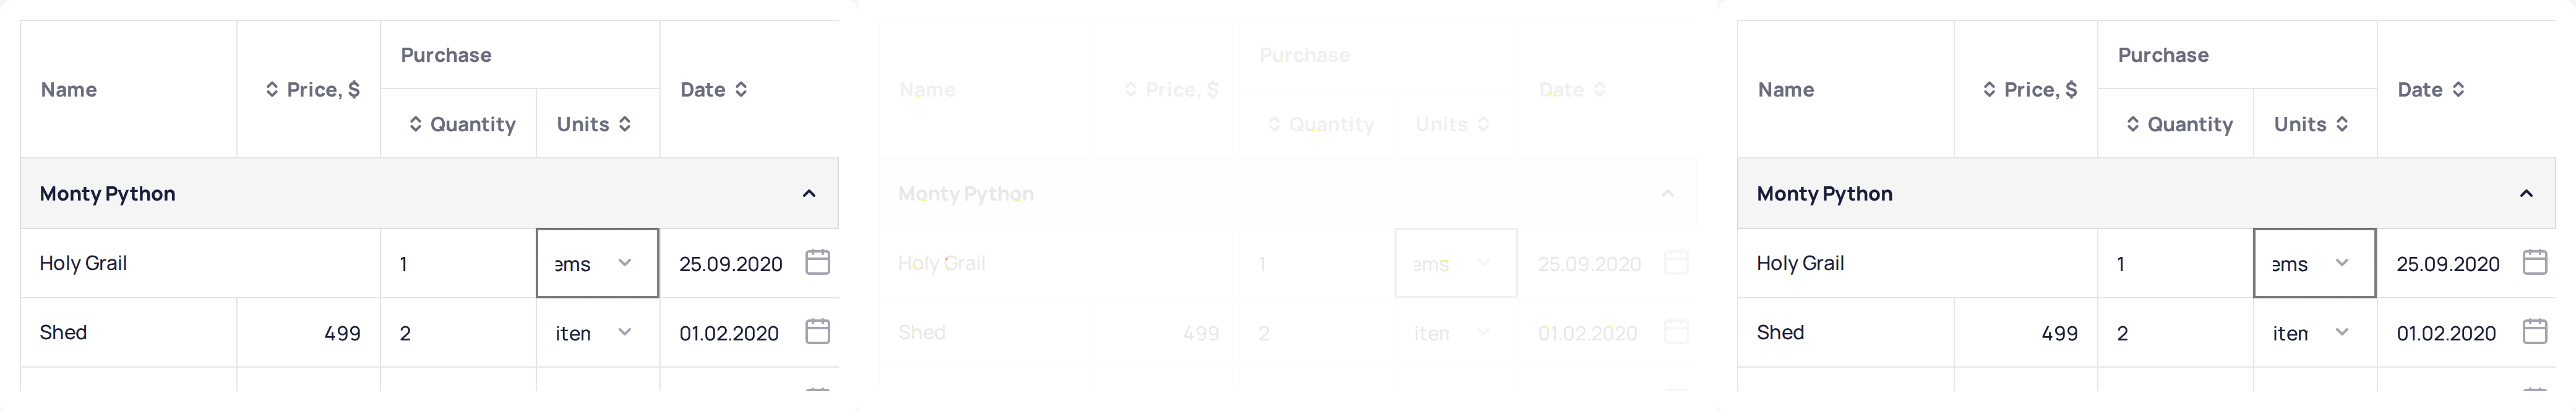 Purchase
Name Price, $ Date
Quantity Units
Monty Python
Holy Grail 1 ems 25.09.2020
Shed 499 2 iten 01.02.2020
Purchase
Name Price, $ Date
Quantity Units
Monty Python
Holy Grail 1 ems 25.09.2020
Shed 499 2 iten 01.02.2020
Purchase
Name Price, $ Date
Quantity Units
Monty Python
Holy Grail 1 ems 25.09.2020
Shed 499 2 iten 01.02.2020